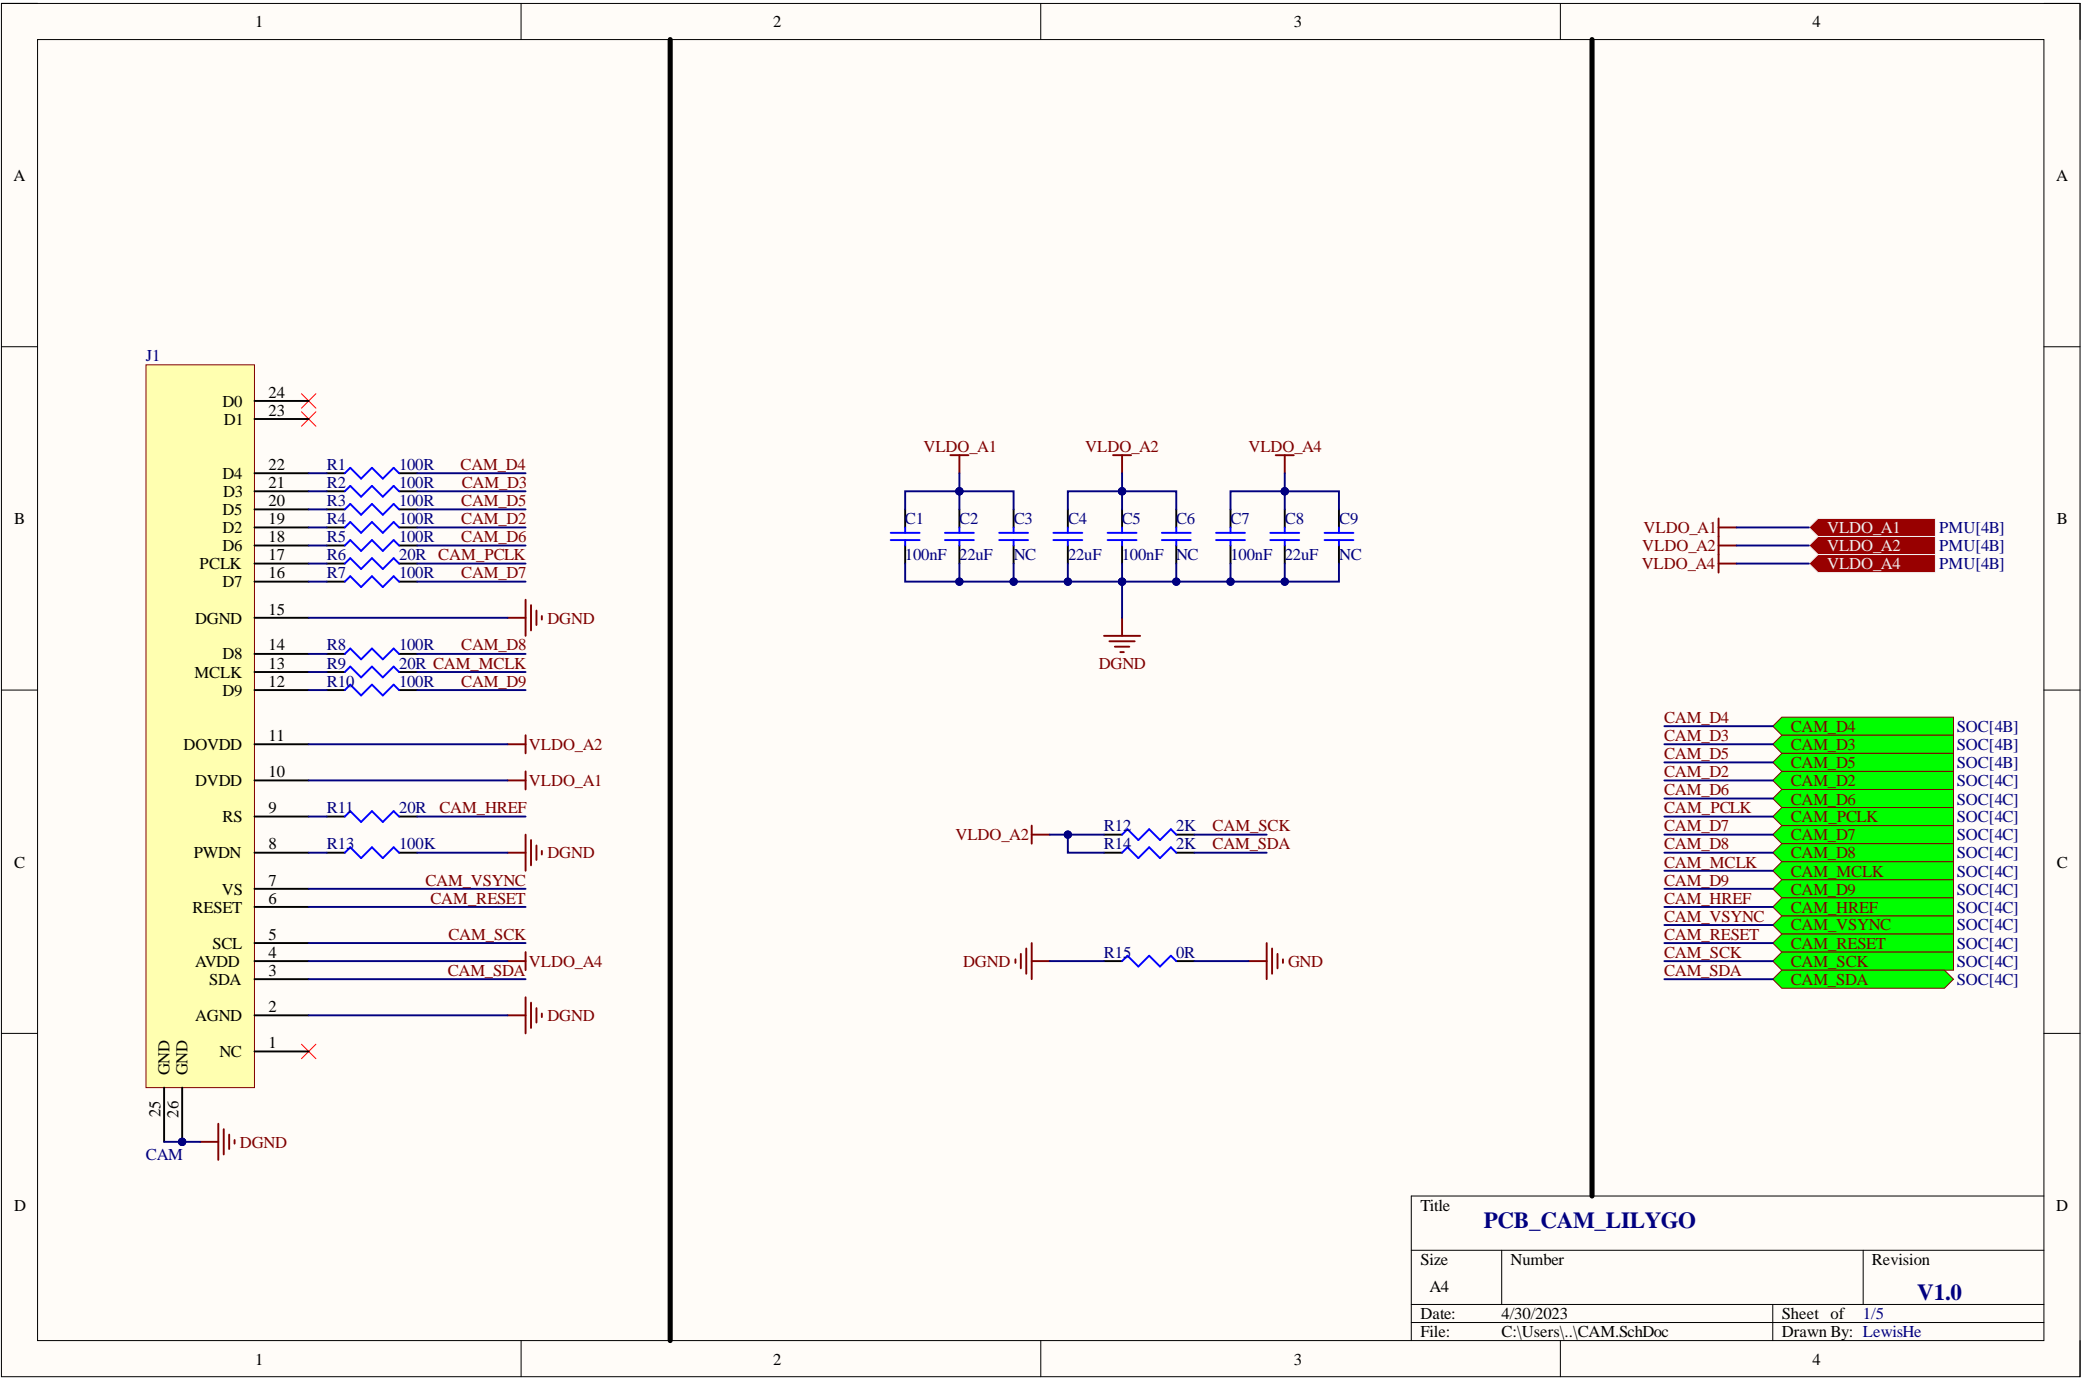 1 2 3 4
A A
B B
C C
D D
J1
D0 24
D1 23
D4 22 R1 100R CAM_D4
D3 21 R2 100R CAM_D3
D5 20 R3 100R CAM_D5
D2 19 R4 100R CAM_D2
D6 18 R5 100R CAM_D6
PCLK 17 R6 20R CAM_PCLK
D7 16 R7 100R CAM_D7
DGND 15 DGND
D8 14 R8 100R CAM_D8
MCLK 13 R9 20R CAM_MCLK
D9 12 R10 100R CAM_D9
DOVDD 11 VLDO_A2
DVDD 10 VLDO_A1
RS 9 R11 20R CAM_HREF
PWDN 8 R13 100K DGND
VS 7 CAM_VSYNC
RESET 6 CAM_RESET
SCL 5 CAM_SCK
AVDD 4 VLDO_A4
SDA 3 CAM_SDA
AGND 2 DGND
NC 1
GND GND
25 26
DGND
CAM
VLDO_A1 VLDO_A2 VLDO_A4
C1 C2 C3 C4 C5 C6 C7 C8 C9
100nF 22uF NC 22uF 100nF NC 100nF 22uF NC
DGND
VLDO_A2 R12 2K CAM_SCK
R14 2K CAM_SDA
DGND R15 0R GND
VLDO_A1 VLDO_A1 PMU[4B]
VLDO_A2 VLDO_A2 PMU[4B]
VLDO_A4 VLDO_A4 PMU[4B]
CAM_D4 CAM_D4 SOC[4B]
CAM_D3 CAM_D3 SOC[4B]
CAM_D5 CAM_D5 SOC[4B]
CAM_D2 CAM_D2 SOC[4C]
CAM_D6 CAM_D6 SOC[4C]
CAM_PCLK CAM_PCLK SOC[4C]
CAM_D7 CAM_D7 SOC[4C]
CAM_D8 CAM_D8 SOC[4C]
CAM_MCLK CAM_MCLK SOC[4C]
CAM_D9 CAM_D9 SOC[4C]
CAM_HREF CAM_HREF SOC[4C]
CAM_VSYNC CAM_VSYNC SOC[4C]
CAM_RESET CAM_RESET SOC[4C]
CAM_SCK CAM_SCK SOC[4C]
CAM_SDA CAM_SDA SOC[4C]
Title
PCB_CAM_LILYGO
Size Number Revision
A4 V1.0
Date: 4/30/2023 Sheet of 1/5
File: C:\Users\..\CAM.SchDoc Drawn By: LewisHe
1 2 3 4